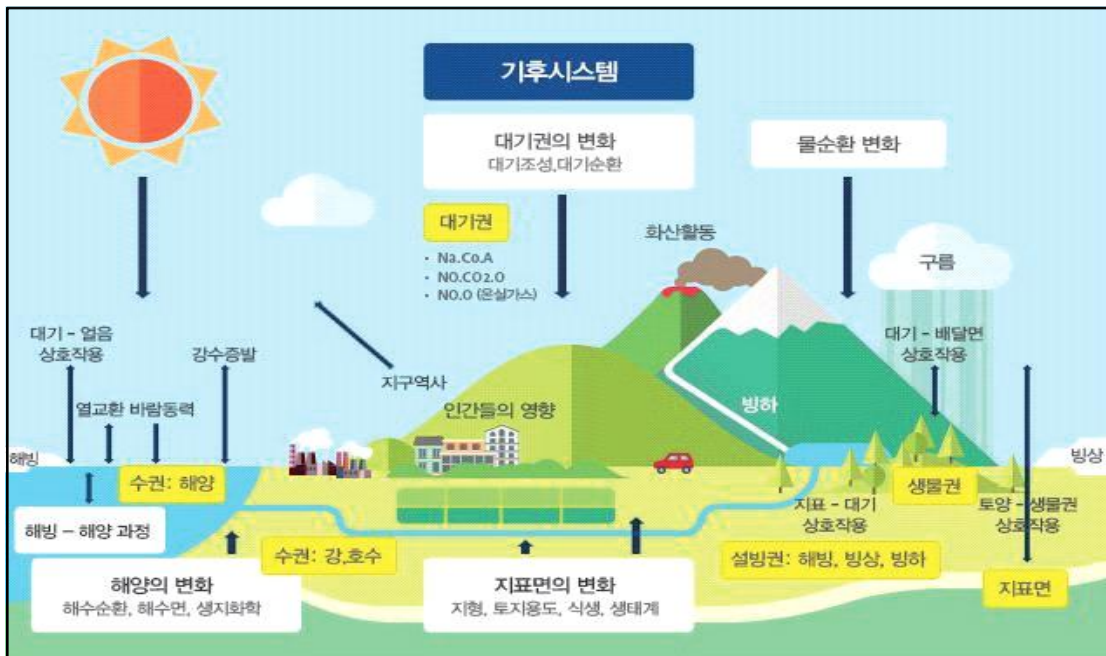 기후시스템
대기권의 변화
대기조성,대기순환
물순환 변화
대기권
• Na.Co.A
• NO.CO2.O
• NO.O (온실가스)
화산활동
구름
대기 – 얼음
상호작용
강수증발
지구역사
대기 – 배달면
상호작용
열교환 바람동력
인간들의 영향
빙하
해빙
빙상
수권: 해양
생물권
해빙 – 해양 과정
지표 – 대기
상호작용
토양 – 생물권
상호작용
수권: 강,호수
설빙권: 해빙, 빙상, 빙하
해양의 변화
해수순환, 해수면, 생지화학
지표면의 변화
지형, 토지용도, 식생, 생태계
지표면